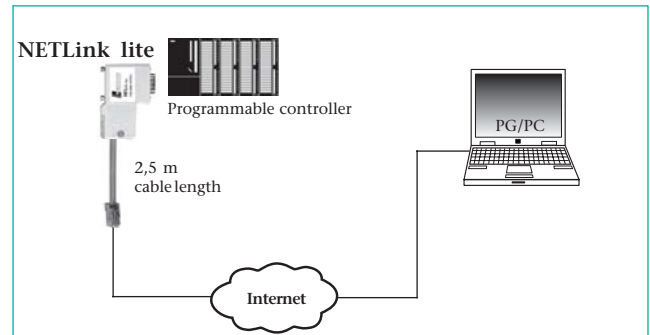 NETLink lite
Programmable controller
PG/PC
2,5 m
cable length
Internet